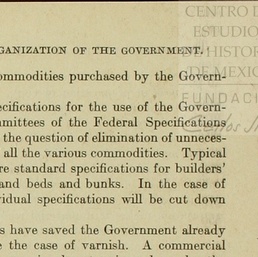 CENTRO D
ESTUDIO
HISTOR
DE MEXIC
FUNDACI
Carlos
GANIZATION OF THE GOVERNMENT.
ommodities purchased by the Govern-
ecifications for the use of the Govern-
mmittees of the Federal Specifications
the question of elimination of unneces-
all the various commodities. Typical
re standard specifications for builders'
and beds and bunks. In the case of
vidual specifications will be cut down
s have saved the Government already
e the case of varnish. A commercial